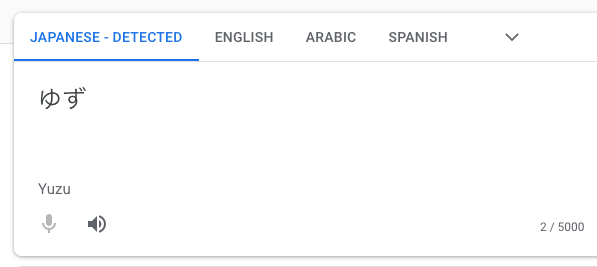 JAPANESE - DETECTED ENGLISH ARABIC SPANISH
ゆず
Yuzu
2 / 5000